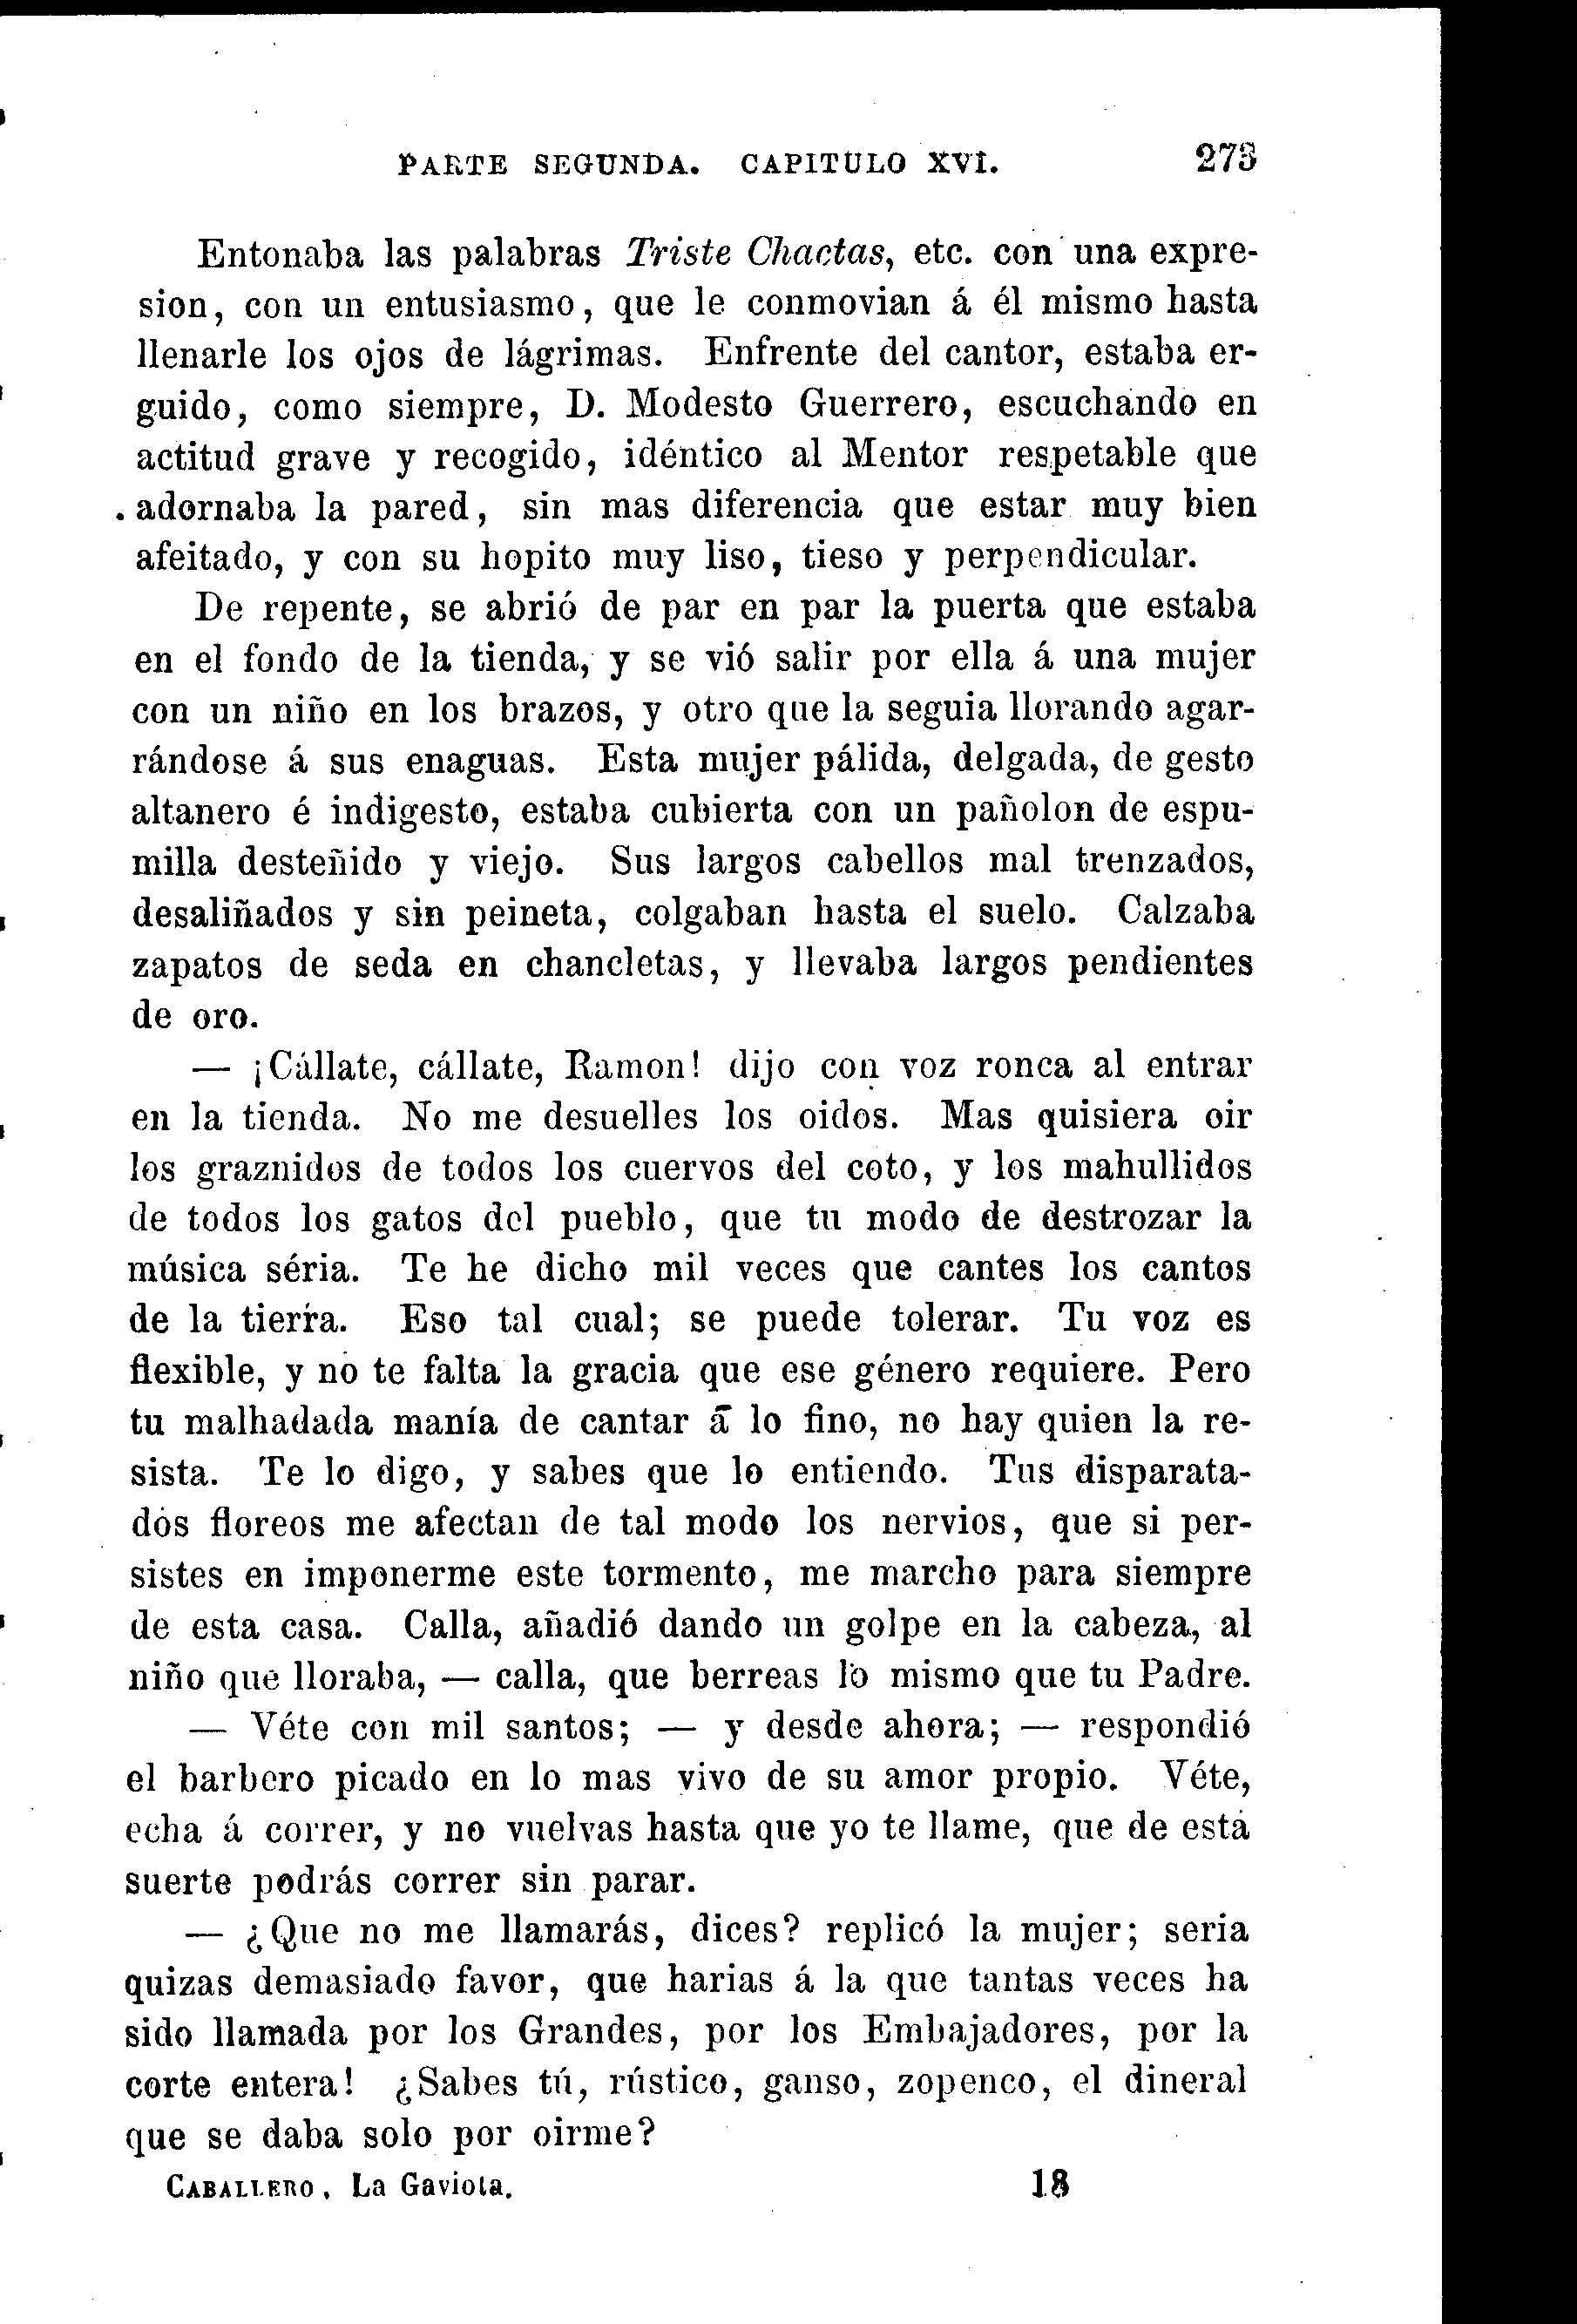 PARTE SEGUNDA. CAPITULO XVI. 273
Entonaba las palabras Triste Chactas, etc. con una expre-
sion, con un entusiasmo, que le conmovian á él mismo hasta
llenarle los ojos de lágrimas. Enfrente del cantor, estaba er-
guido, como siempre, D. Modesto Guerrero, escuchando en
actitud grave y recogido, idéntico al Mentor respetable que
adornaba la pared, sin mas diferencia que estar muy bien
afeitado, y con su hopito muy liso, tieso y perpendicular.
De repente, se abrió de par en par la puerta que estaba
en el fondo de la tienda, y se vió salir por ella á una mujer
con un niño en los brazos, y otro que la seguia llorando agar-
rándose á sus enaguas. Esta mujer pálida, delgada, de gesto
altanero é indigesto, estaba cubierta con un pañolon de espu-
milla desteñido y viejo. Sus largos cabellos mal trenzados,
desaliñados y sin peineta, colgaban hasta el suelo. Calzaba
zapatos de seda en chancletas, y llevaba largos pendientes
de oro.
— ¡Cállate, cállate, Ramon! dijo con voz ronca al entrar
en la tienda. No me desuelles los oidos. Mas quisiera oir
los graznidos de todos los cuervos del coto, y los mahullidos
de todos los gatos del pueblo, que tu modo de destrozar la
música séria. Te he dicho mil veces que cantes los cantos
de la tierra. Eso tal cual; se puede tolerar. Tu voz es
flexible, y no te falta la gracia que ese género requiere. Pero
tu malhadada manía de cantar á lo fino, no hay quien la re-
sista. Te lo digo, y sabes que lo entiendo. Tus disparata-
dos floreos me afectan de tal modo los nervios, que si per-
sistes en imponerme este tormento, me marcho para siempre
de esta casa. Calla, añadió dando un golpe en la cabeza, al
niño que lloraba, — calla, que berreas lo mismo que tu Padre.
— Véte con mil santos; — y desde ahora; — respondió
el barbero picado en lo mas vivo de su amor propio. Véte,
echa á correr, y no vuelvas hasta que yo te llame, que de esta
suerte podrás correr sin parar.
— ¿Que no me llamarás, dices? replicó la mujer; seria
quizas demasiado favor, que harias á la que tantas veces ha
sido llamada por los Grandes, por los Embajadores, por la
corte entera! ¿Sabes tú, rústico, ganso, zopenco, el dineral
que se daba solo por oirme?
CABALLERO, La Gaviota. 18